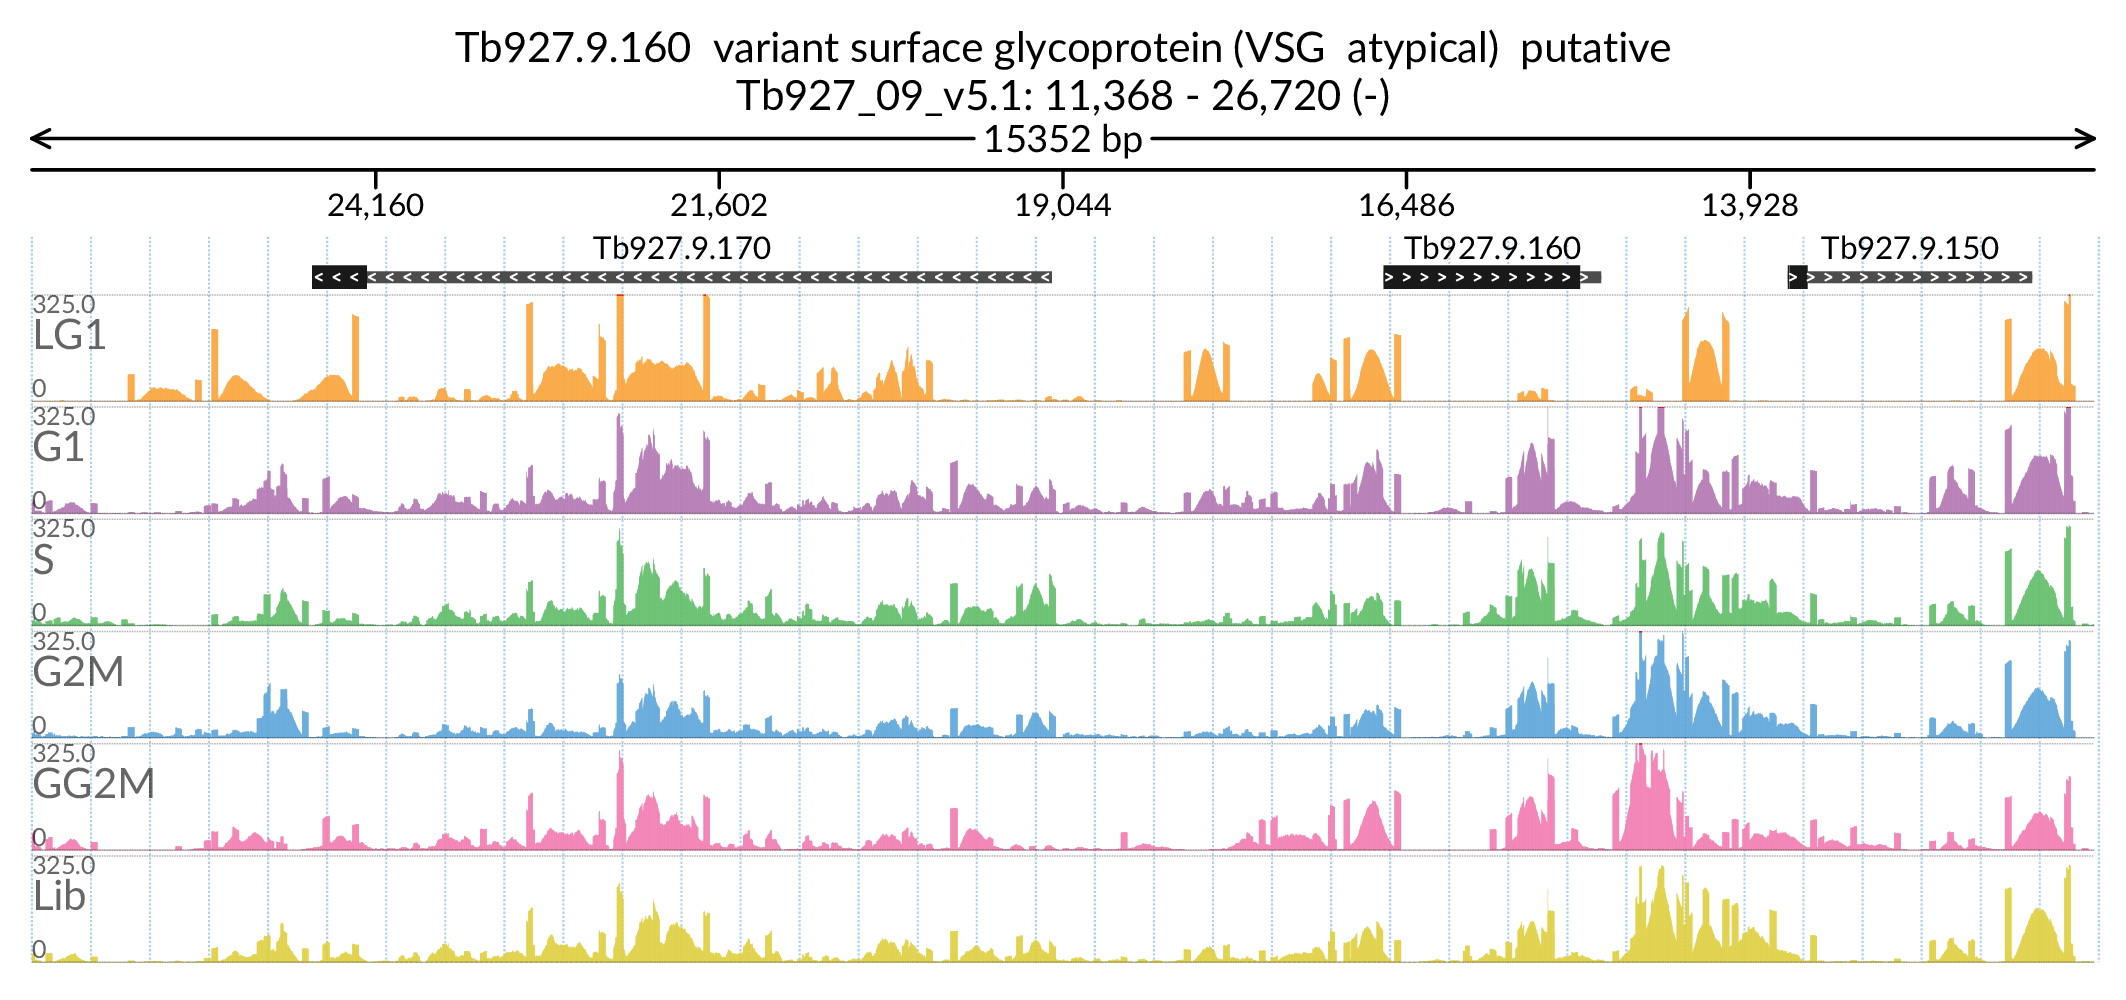 Tb927.9.160  variant surface glycoprotein (VSG  atypical)  putative
Tb927_09_v5.1: 11,368 - 26,720 (-)
15352 bp
24,160 21,602 19,044 16,486 13,928
Tb927.9.170 Tb927.9.160 Tb927.9.150
325.0
LG1
0
325.0
G1
0
325.0
S
0
325.0
G2M
0
325.0
GG2M
0
325.0
Lib
0